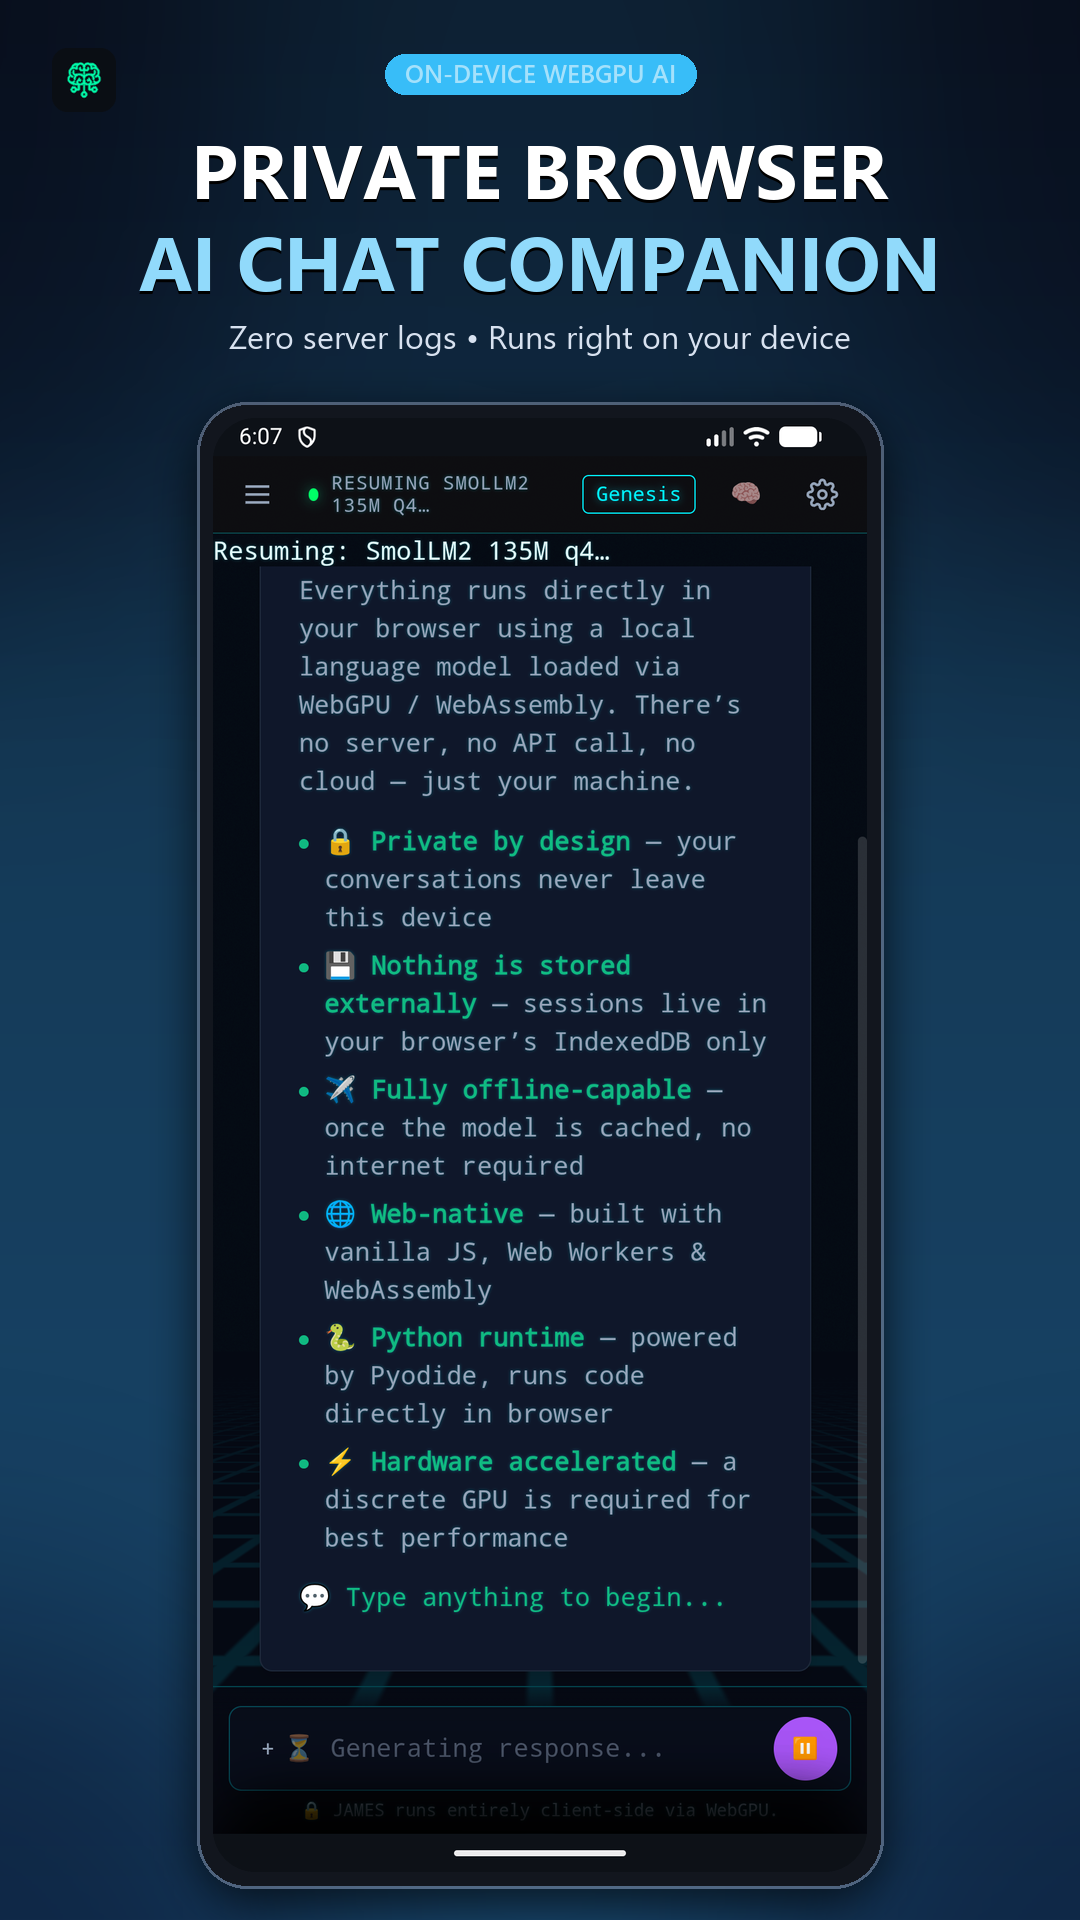 ON-DEVICE WEBGPU AI
PRIVATE BROWSER
AI CHAT COMPANION
Zero server logs • Runs right on your device
6:07
RESUMING SMOLLM2
135M Q4…
Genesis
Resuming: SmolLM2 135M q4…
Everything runs directly in
your browser using a local
language model loaded via
WebGPU / WebAssembly. There’s
no server, no API call, no
cloud — just your machine.
• 🔒 Private by design — your
conversations never leave
this device
• 💾 Nothing is stored
externally — sessions live in
your browser’s IndexedDB only
• ✈️ Fully offline-capable —
once the model is cached, no
internet required
• 🌐 Web-native — built with
vanilla JS, Web Workers &
WebAssembly
• 🐍 Python runtime — powered
by Pyodide, runs code
directly in browser
• ⚡ Hardware accelerated — a
discrete GPU is required for
best performance
💬 Type anything to begin...
+ ⏳ Generating response...
🔒 JAMES runs entirely client-side via WebGPU.